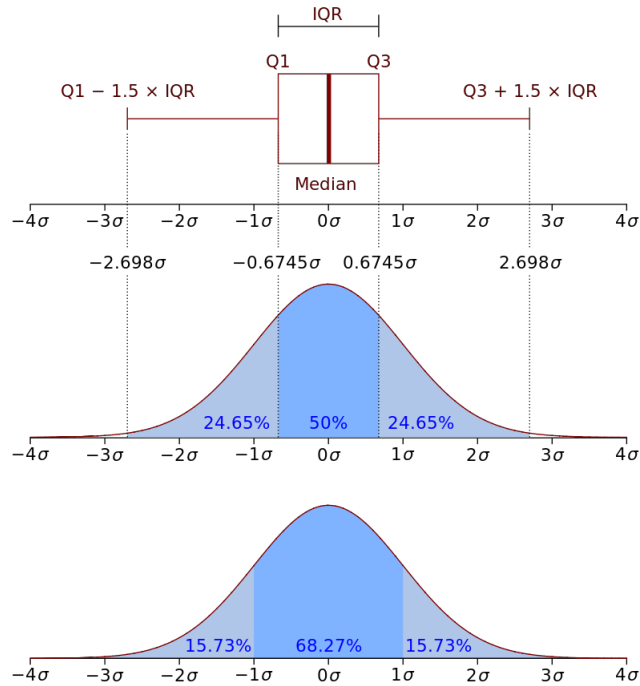 IQR
Q1 Q3
Q1 − 1.5 × IQR Q3 + 1.5 × IQR
Median
−4σ −3σ −2σ −1σ 0σ 1σ 2σ 3σ 4σ
−2.698σ −0.6745σ 0.6745σ 2.698σ
24.65% 50% 24.65%
−4σ −3σ −2σ −1σ 0σ 1σ 2σ 3σ 4σ
15.73% 68.27% 15.73%
−4σ −3σ −2σ −1σ 0σ 1σ 2σ 3σ 4σ